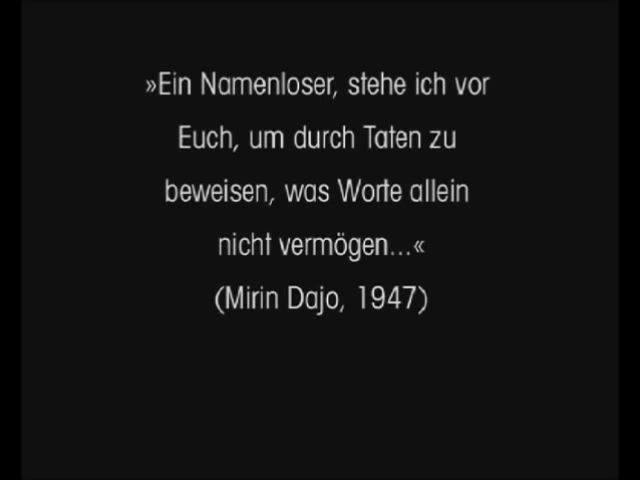 »Ein Namenloser, stehe ich vor
Euch, um durch Taten zu
beweisen, was Worte allein
nicht vermögen...«
(Mirin Dajo, 1947)